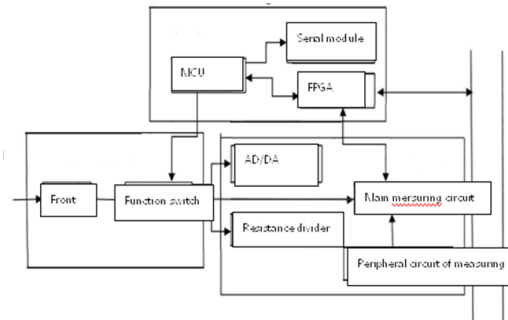 Serial module
MCU
FPGA
AD/DA
Front
Function switch
Main mersuring circuit
Resistance divider
Peripheral circuit of measuring